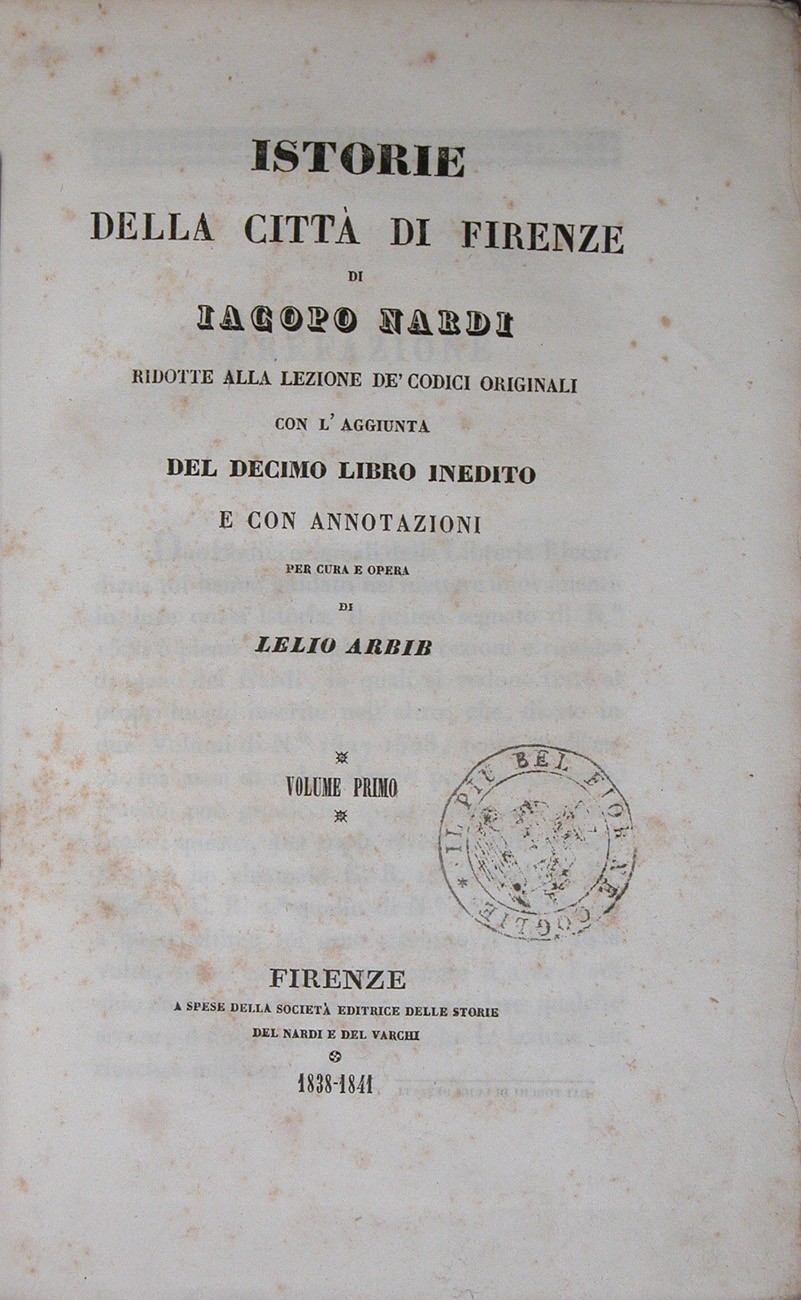 ISTORIE
DELLA CITTÀ DI FIRENZE
DI
IACOPO NARDI
RIDOTTE ALLA LEZIONE DE' CODICI ORIGINALI
CON L' AGGIUNTA
DEL DECIMO LIBRO INEDITO
E CON ANNOTAZIONI
PER CURA E OPERA
DI
LELIO ARBIB
VOLUME PRIMO
* IL PIÙ BEL FIOR NE COGLIE
FIRENZE
A SPESE DELLA SOCIETÀ EDITRICE DELLE STORIE
DEL NARDI E DEL VARCHI
1838-1841